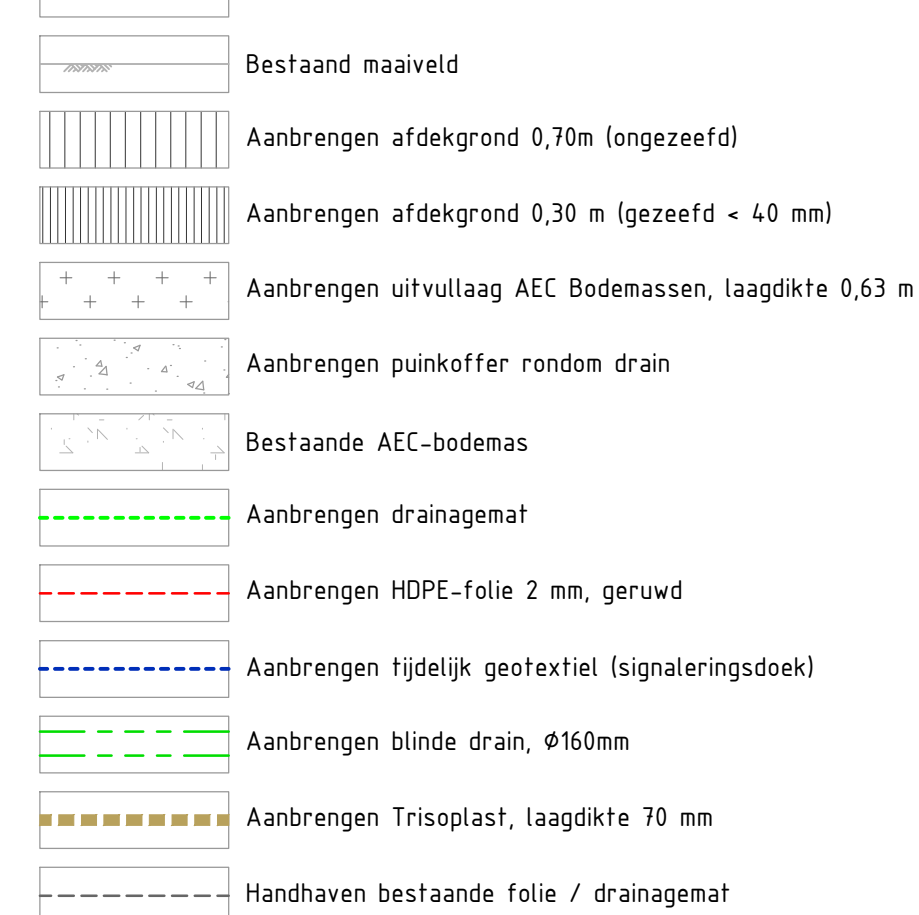 Bestaand maaiveld
Aanbrengen afdekgrond 0,70m (ongezeefd)
Aanbrengen afdekgrond 0,30 m (gezeefd < 40 mm)
Aanbrengen uitvullaag AEC Bodemassen, laagdikte 0,63 m
Aanbrengen puinkoffer rondom drain
Bestaande AEC-bodemas
Aanbrengen drainagemat
Aanbrengen HDPE-folie 2 mm, geruwd
Aanbrengen tijdelijk geotextiel (signaleringsdoek)
Aanbrengen blinde drain, Ø160mm
Aanbrengen Trisoplast, laagdikte 70 mm
Handhaven bestaande folie / drainagemat